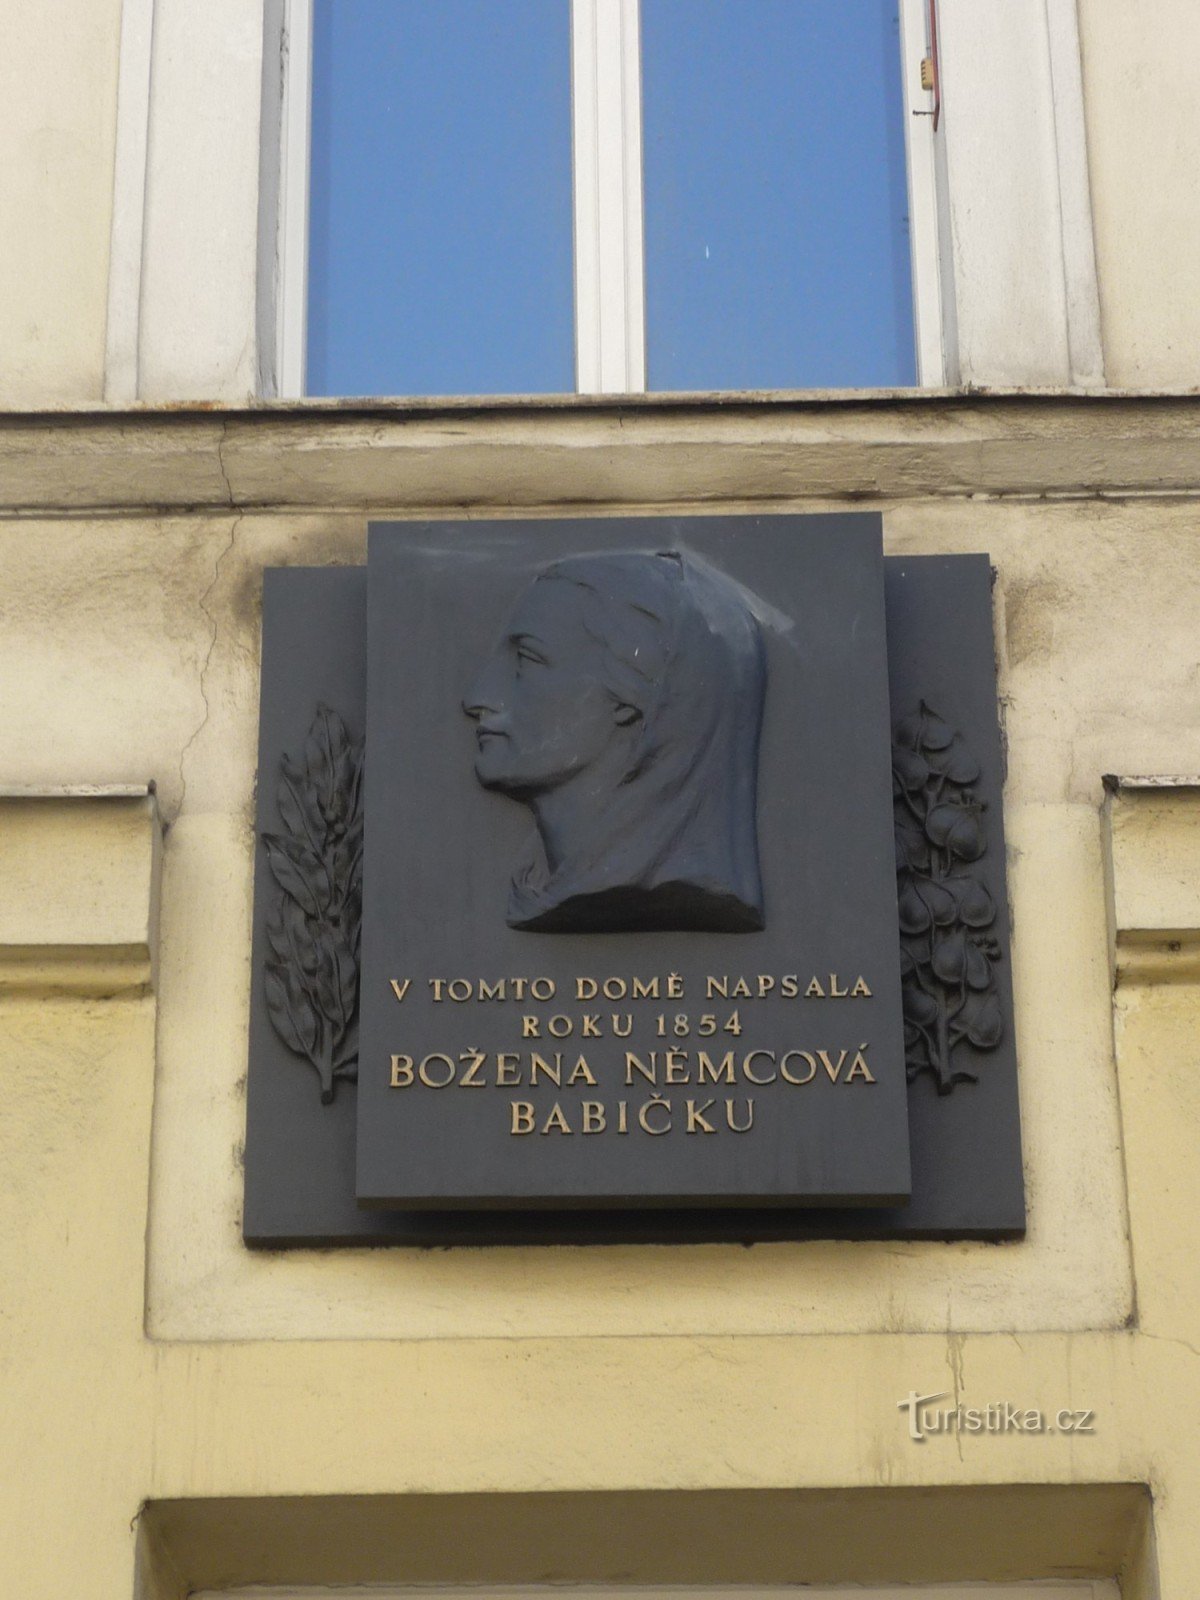 V TOMTO DOMĚ NAPSALA
ROKU 1854
BOŽENA NĚMCOVÁ
BABIČKU
Turistika.cz